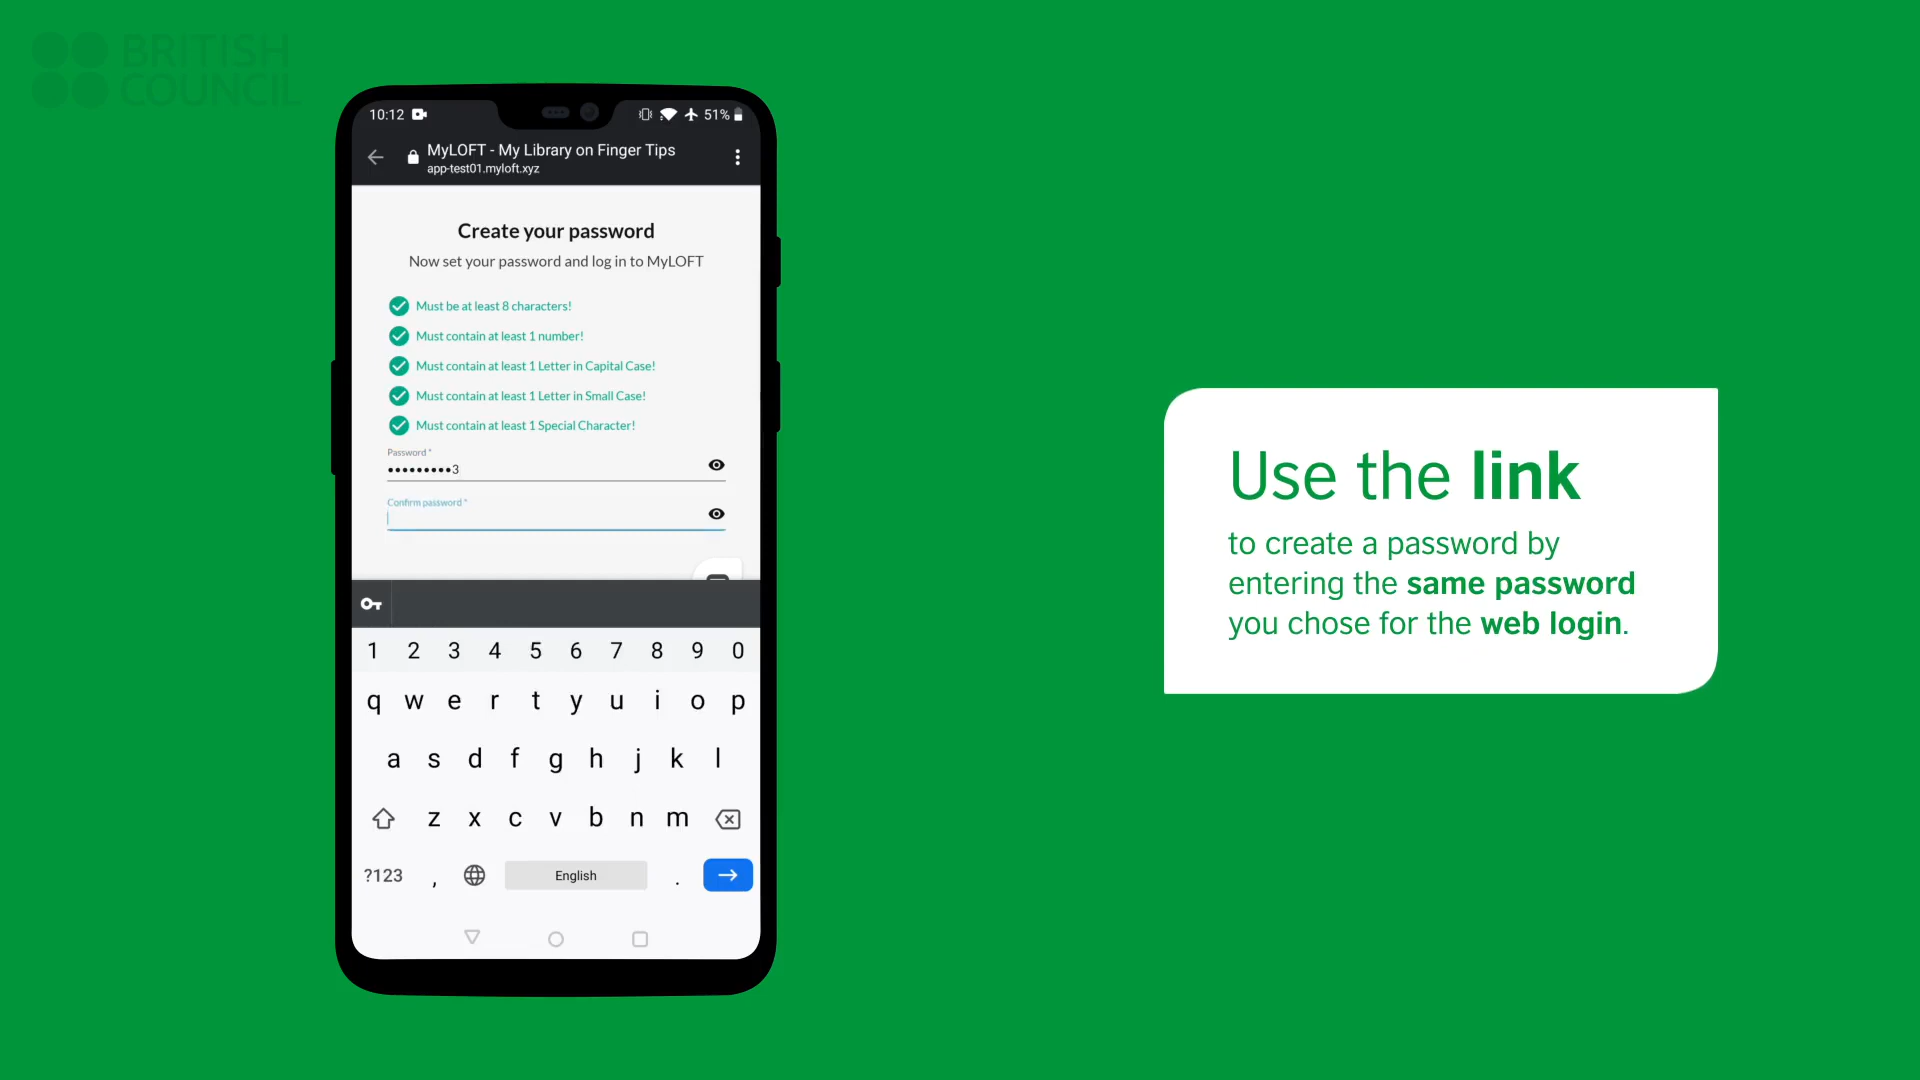 BRITISH
COUNCIL
10:12
51%
MyLOFT - My Library on Finger Tips
app-test01.myloft.xyz
Create your password
Now set your password and log in to MyLOFT
Must be at least 8 characters!
Must contain at least 1 number!
Must contain at least 1 Letter in Capital Case!
Must contain at least 1 Letter in Small Case!
Must contain at least 1 Special Character!
Password *
•••••••••3
Confirm password *
1 2 3 4 5 6 7 8 9 0
q w e r t y u i o p
a s d f g h j k l
z x c v b n m
?123 , English .
Use the link
to create a password by
entering the same password
you chose for the web login.